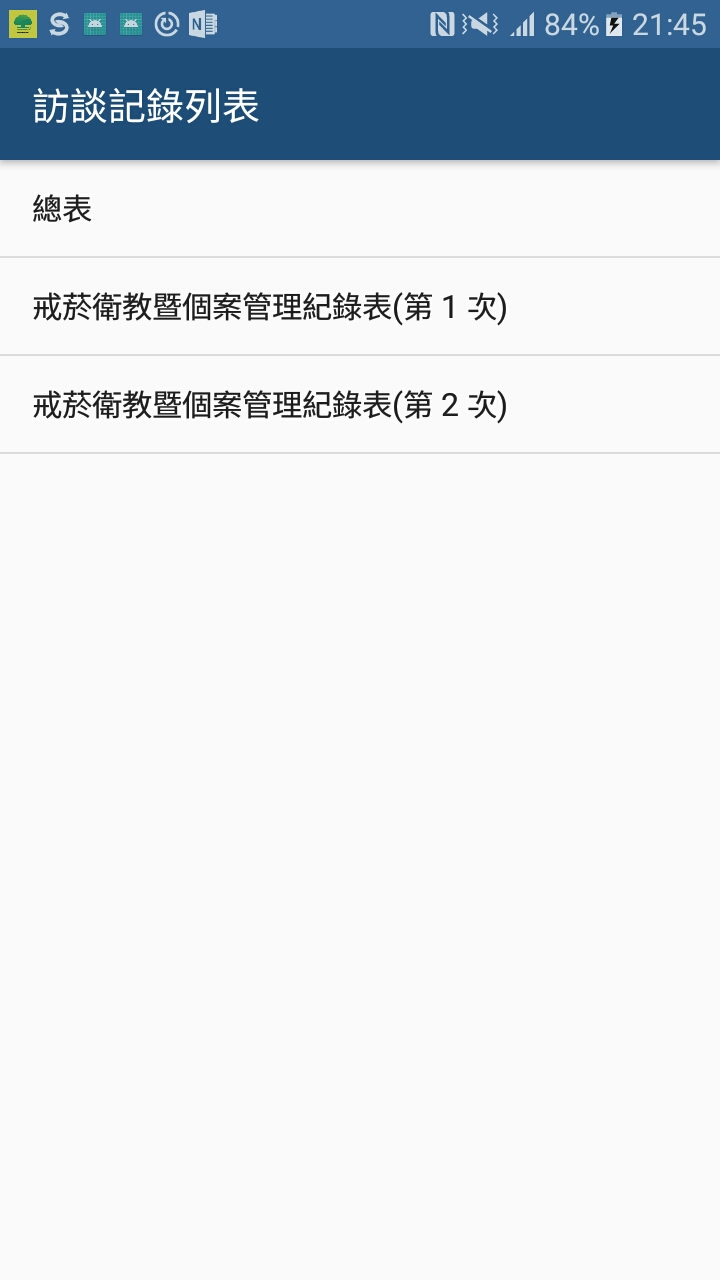 84% 21:45
訪談記錄列表
總表
戒菸衛教暨個案管理紀錄表(第 1 次)
戒菸衛教暨個案管理紀錄表(第 2 次)